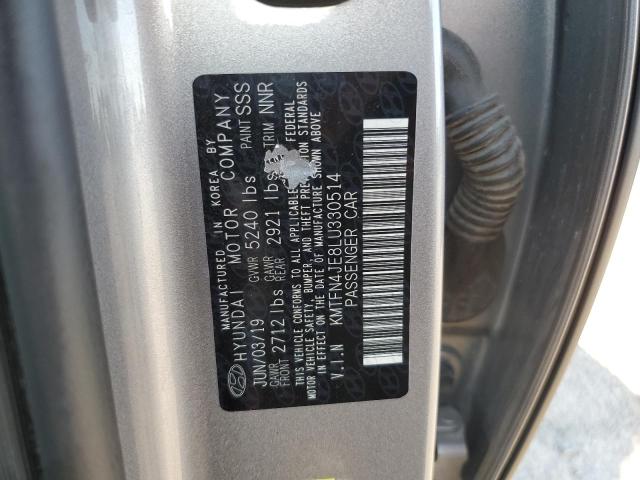 MANUFACTURED IN KOREA BY
HYUNDAI MOTOR COMPANY
JUN/03/19 GVWR 5240 lbs PAINT SSS
GAWR FRONT 2712 lbs GAWR REAR 2921 lbs TRIM NNR
THIS VEHICLE CONFORMS TO ALL APPLICABLE FEDERAL
MOTOR VEHICLE SAFETY, BUMPER, AND THEFT PREVENTION STANDARDS
IN EFFECT ON THE DATE OF MANUFACTURE SHOWN ABOVE
V.I.N KMTFN4JE8LU330514
PASSENGER CAR